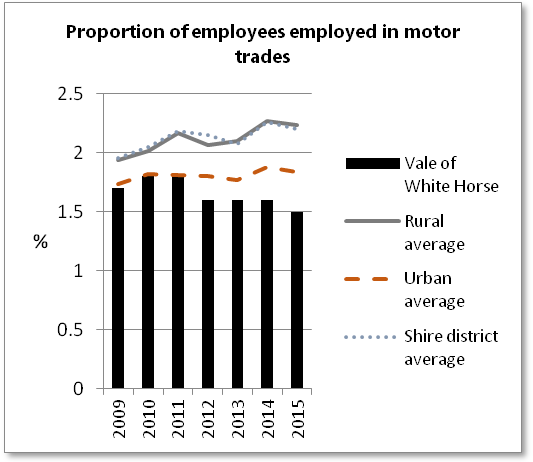 Proportion of employees employed in motor
trades
2.5
2
1.5
1
0.5
0
%
2009
2010
2011
2012
2013
2014
2015
Vale of
White Horse
Rural
average
Urban
average
Shire district
average